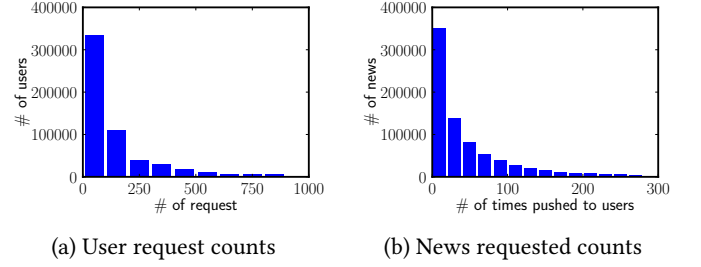 400000
300000
200000
100000
0
# of users
0 250 500 750 1000
# of request
(a) User request counts
400000
300000
200000
100000
0
# of news
0 100 200 300
# of times pushed to users
(b) News requested counts